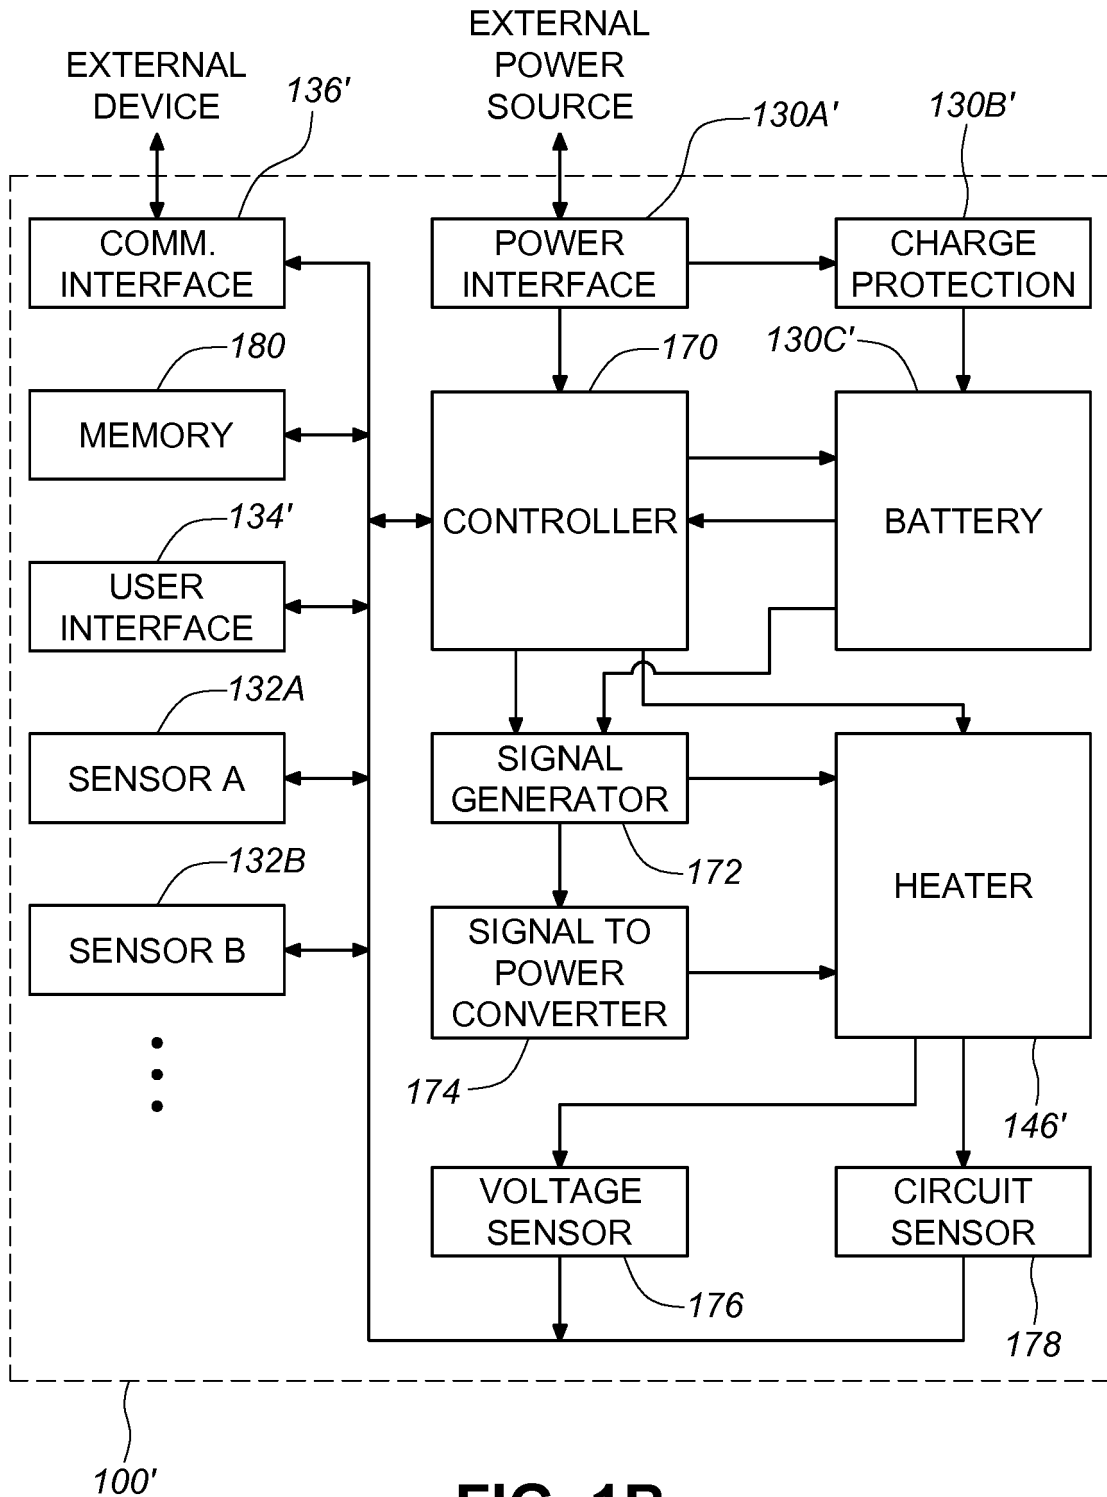 EXTERNAL
DEVICE
136'
EXTERNAL
POWER
SOURCE
130A'
130B'
COMM.
INTERFACE
POWER
INTERFACE
CHARGE
PROTECTION
180
170
130C'
MEMORY
CONTROLLER
BATTERY
134'
USER
INTERFACE
132A
SENSOR A
SIGNAL
GENERATOR
172
HEATER
132B
SENSOR B
SIGNAL TO
POWER
CONVERTER
174
146'
VOLTAGE
SENSOR
CIRCUIT
SENSOR
176
178
100'
FIG. 1B